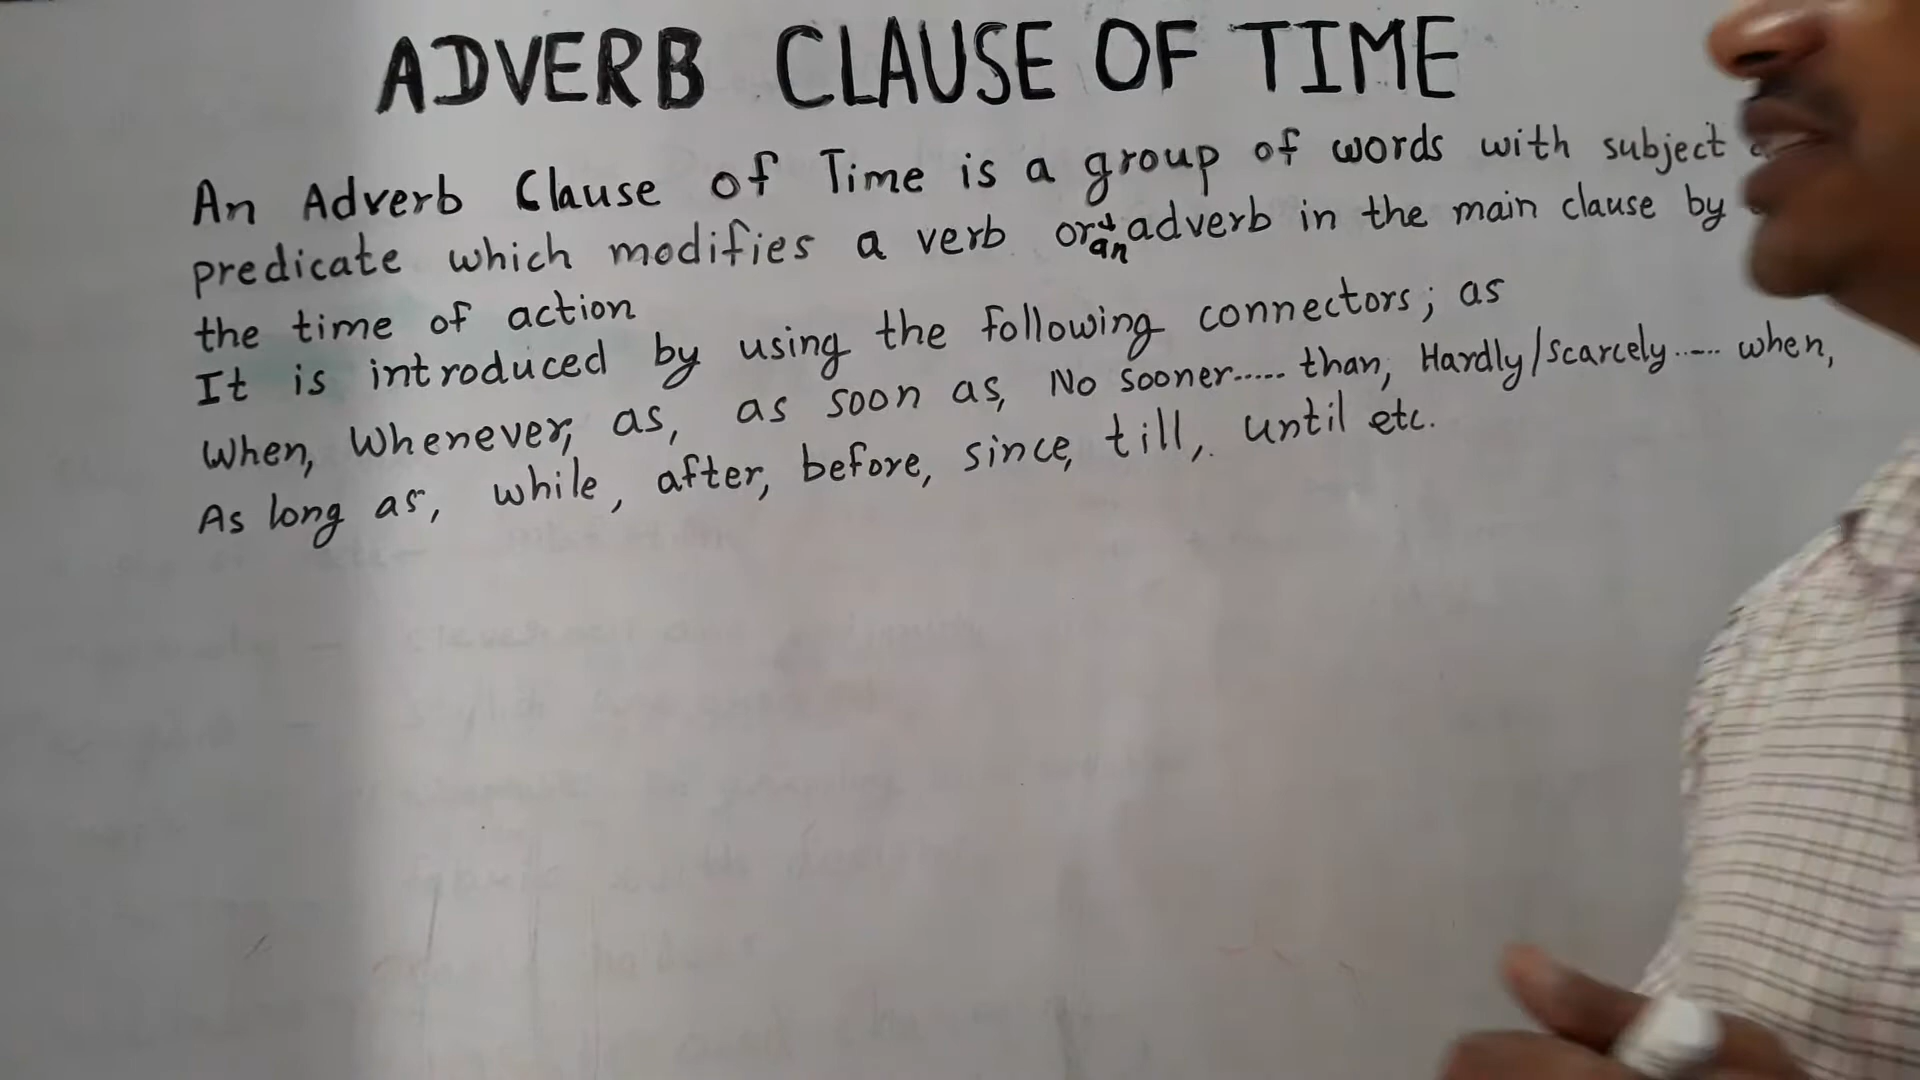 ADVERB CLAUSE OF TIME
An Adverb Clause of Time is a group of words with subject
predicate which modifies a verb or an adverb in the main clause by
the time of action
It is introduced by using the following connectors; as
When, Whenever, as, as soon as, No sooner..... than, Hardly/scarcely..... when,
As long as, while, after, before, since, till, until etc.